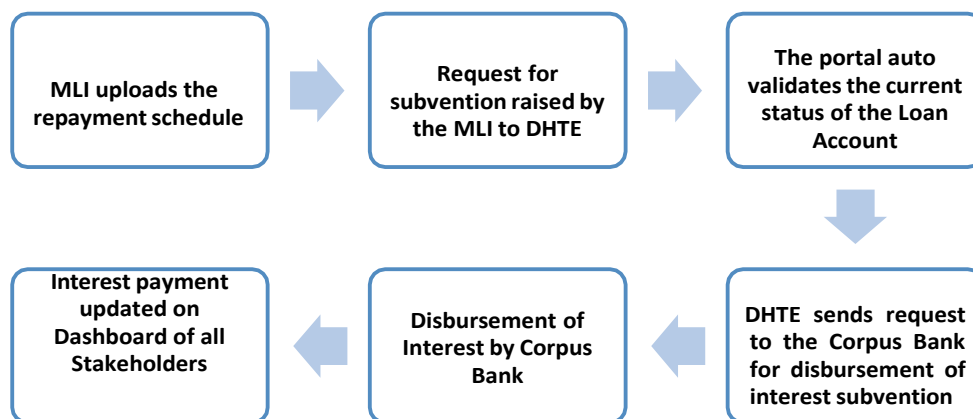 MLI uploads the
repayment schedule
Request for
subvention raised by
the MLI to DHTE
The portal auto
validates the current
status of the Loan
Account
DHTE sends request
to the Corpus Bank
for disbursement of
interest subvention
Disbursement of
Interest by Corpus
Bank
Interest payment
updated on
Dashboard of all
Stakeholders